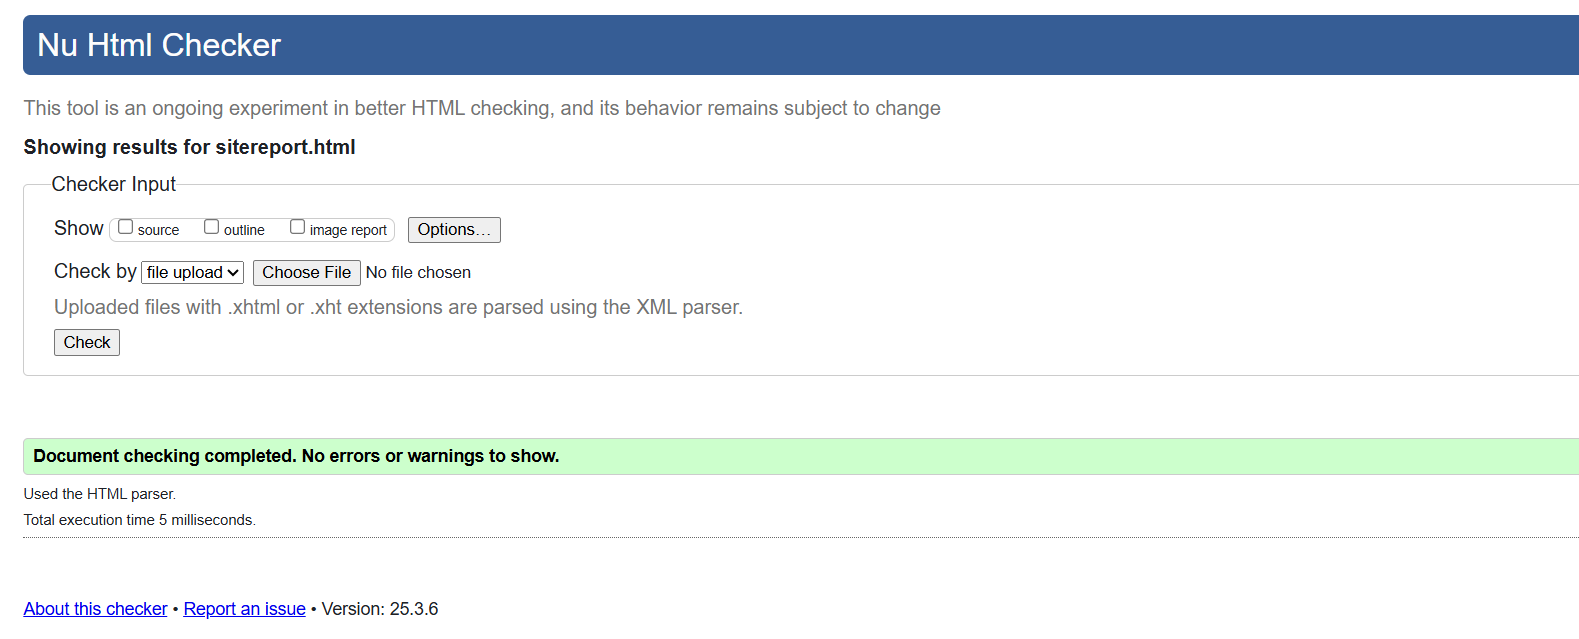 Nu Html Checker
This tool is an ongoing experiment in better HTML checking, and its behavior remains subject to change
Showing results for sitereport.html
Checker Input
Show source outline image report Options...
Check by file upload Choose File No file chosen
Uploaded files with .xhtml or .xht extensions are parsed using the XML parser.
Check
Document checking completed. No errors or warnings to show.
Used the HTML parser.
Total execution time 5 milliseconds.
About this checker • Report an issue • Version: 25.3.6